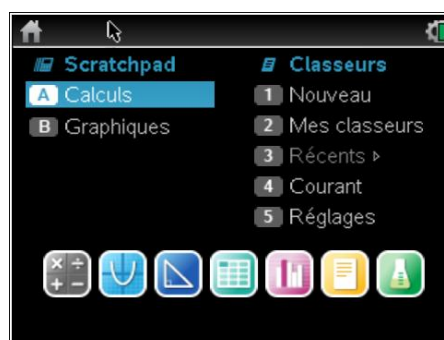 Scratchpad
A Calculs
B Graphiques
Classeurs
1 Nouveau
2 Mes classeurs
3 Récents ▸
4 Courant
5 Réglages